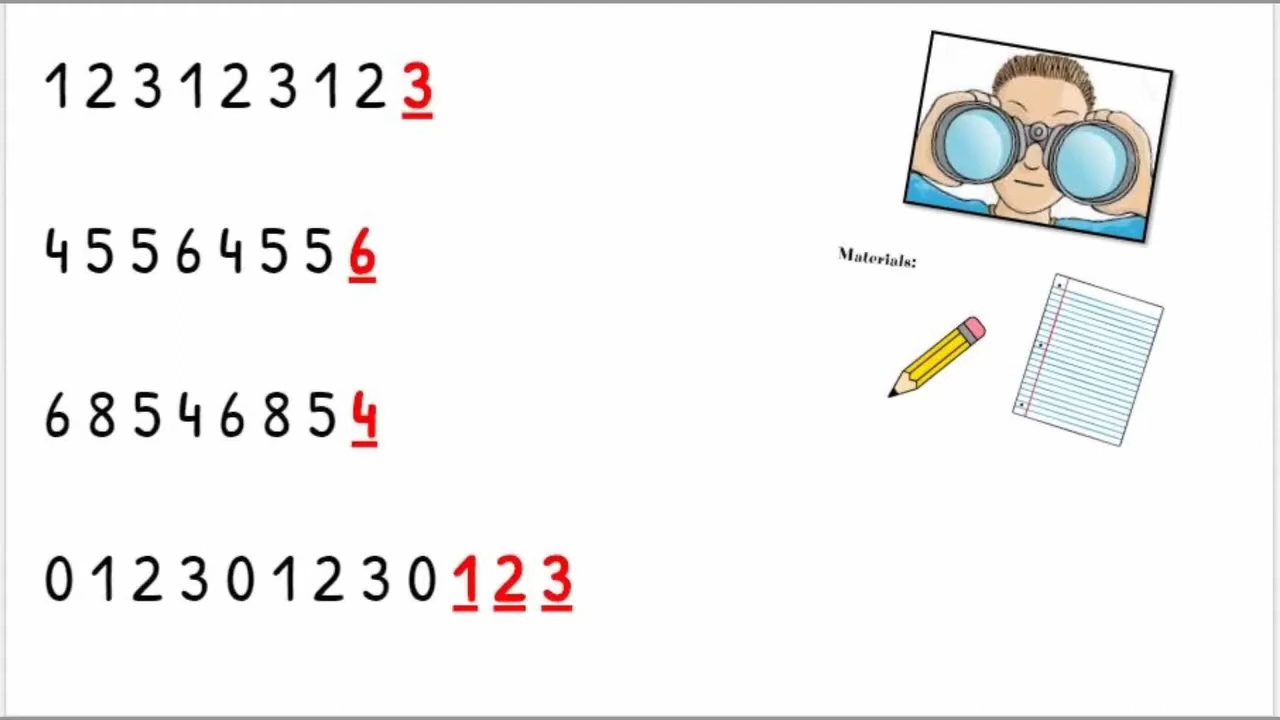 1 2 3 1 2 3 1 2 3
4 5 5 6 4 5 5 6
6 8 5 4 6 8 5 4
0 1 2 3 0 1 2 3 0 1 2 3
Materials: